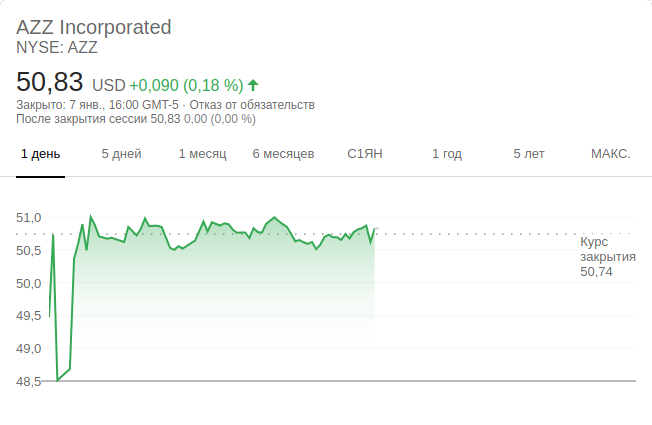 AZZ Incorporated
NYSE: AZZ
50,83 USD +0,090 (0,18 %)
Закрыто: 7 янв., 16:00 GMT-5 · Отказ от обязательств
После закрытия сессии 50,83 0,00 (0,00 %)
1 день 5 дней 1 месяц 6 месяцев С1ЯН 1 год 5 лет МАКС.
51,0
50,5
50,0
49,5
49,0
48,5
Курс
закрытия
50,74